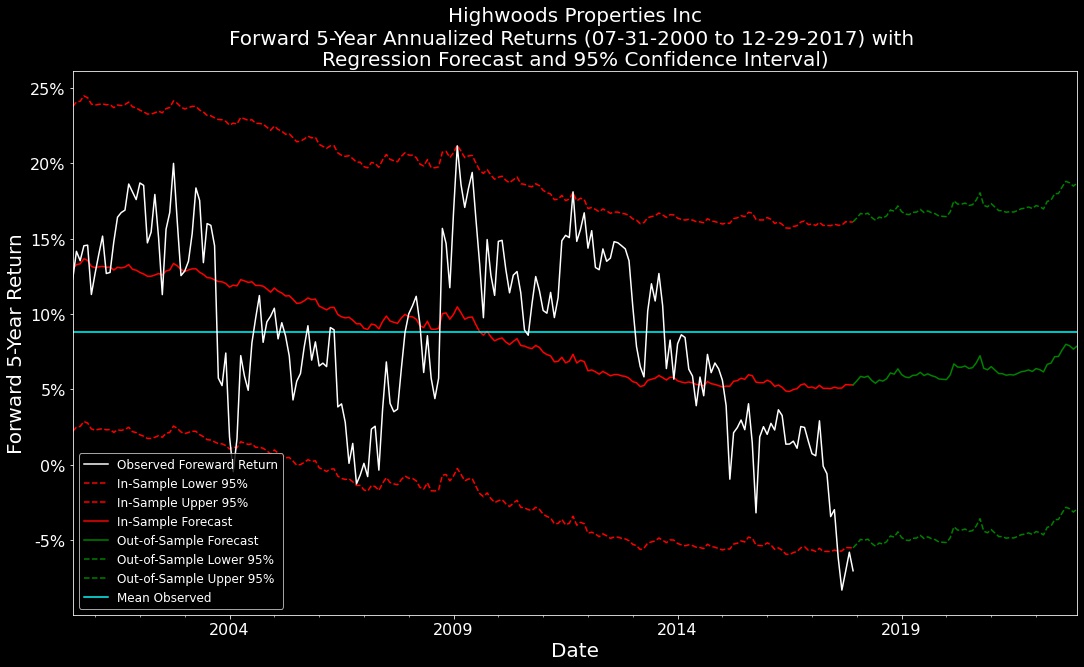 Highwoods Properties Inc
Forward 5-Year Annualized Returns (07-31-2000 to 12-29-2017) with
Regression Forecast and 95% Confidence Interval)
Forward 5-Year Return
25%
20%
15%
10%
5%
0%
-5%
Observed Foreward Return
In-Sample Lower 95%
In-Sample Upper 95%
In-Sample Forecast
Out-of-Sample Forecast
Out-of-Sample Lower 95%
Out-of-Sample Upper 95%
Mean Observed
2004
2009
2014
2019
Date